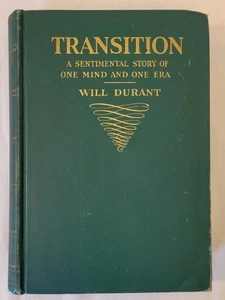 TRANSITION
A SENTIMENTAL STORY OF
ONE MIND AND ONE ERA
WILL DURANT